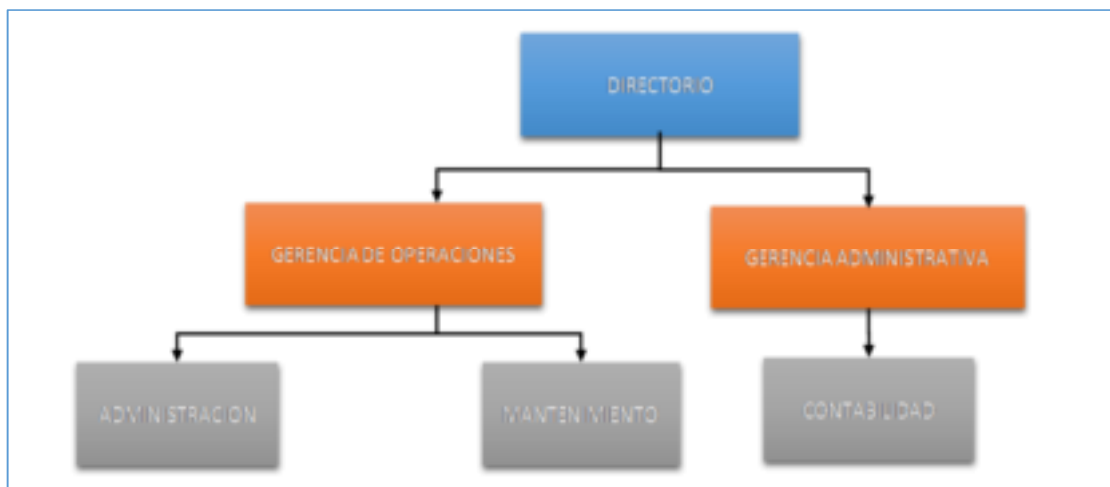 DIRECTORIO
GERENCIA DE OPERACIONES
GERENCIA ADMINISTRATIVA
ADMINISTRACION
MANTENIMIENTO
CONTABILIDAD